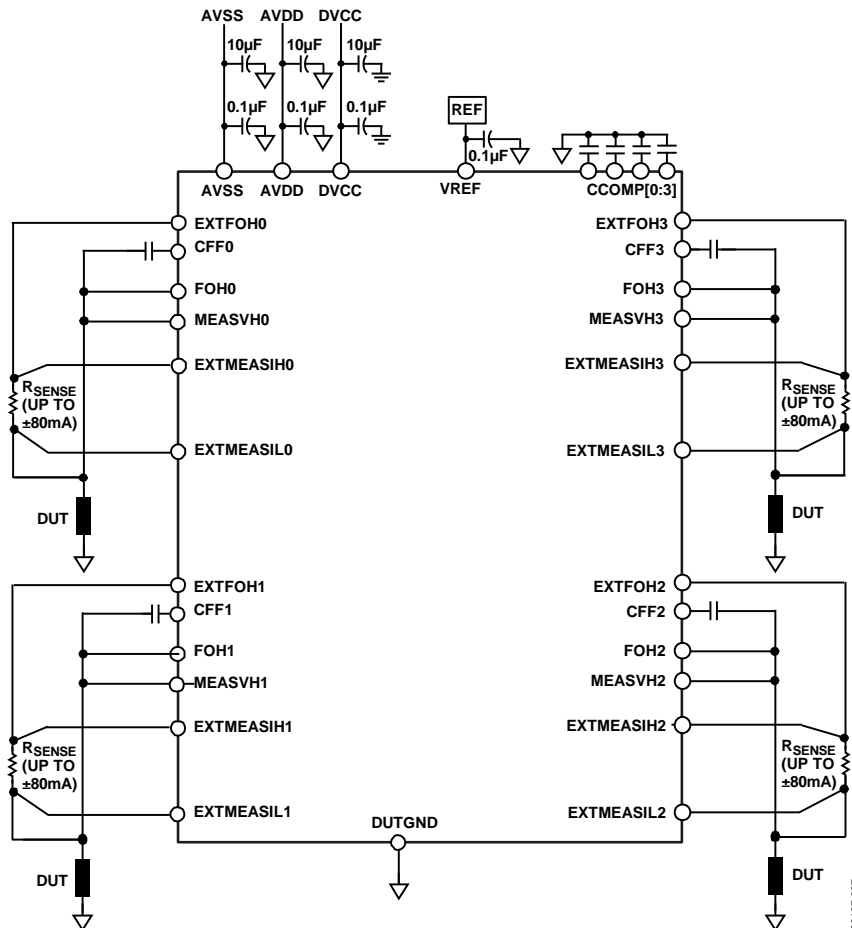 AVSS AVDD DVCC
10µF 10µF 10µF
0.1µF 0.1µF 0.1µF
REF
0.1µF
AVSS AVDD DVCC VREF CCOMP[0:3]
EXTFOH0
CFF0
FOH0
MEASVH0
EXTMEASIH0
RSENSE
(UP TO
±80mA)
EXTMEASIL0
DUT
EXTFOH3
CFF3
FOH3
MEASVH3
EXTMEASIH3
RSENSE
(UP TO
±80mA)
EXTMEASIL3
DUT
EXTFOH1
CFF1
FOH1
MEASVH1
EXTMEASIH1
RSENSE
(UP TO
±80mA)
EXTMEASIL1
DUT
EXTFOH2
CFF2
FOH2
MEASVH2
EXTMEASIH2
RSENSE
(UP TO
±80mA)
EXTMEASIL2
DUT
DUTGND